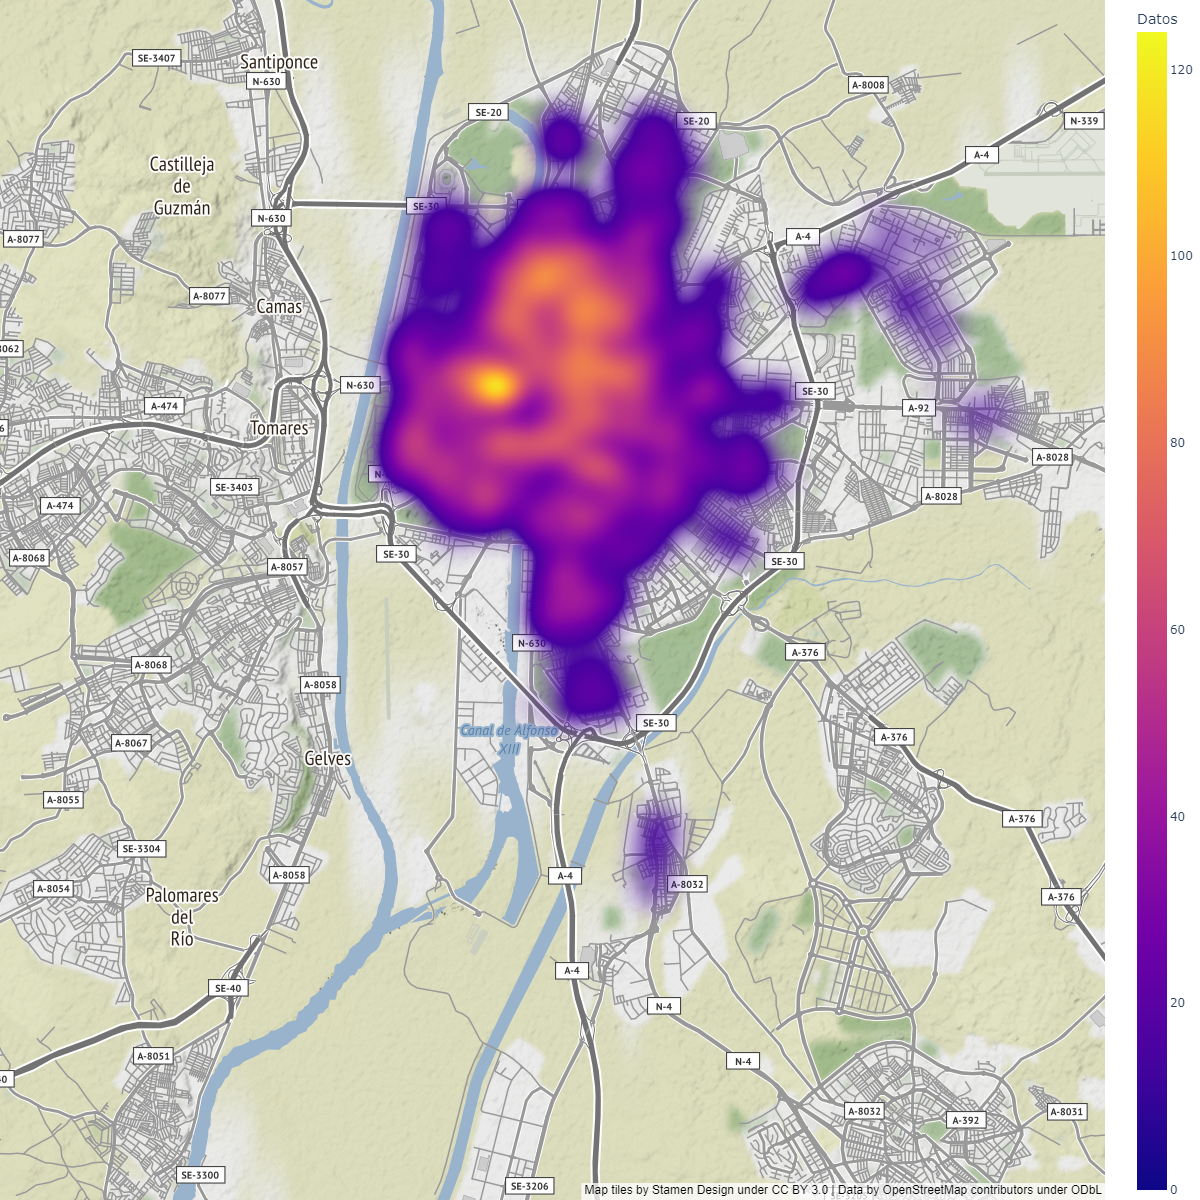 Datos
120
100
80
60
40
20
0
Santiponce
SE-3407
N-630
SE-20
SE-20
A-8008
N-339
A-4
Castilleja
de
Guzmán
SE-30
N-630
A-8077
A-4
A-8077
Camas
8062
N-630
SE-30
A-474
A-92
Tomares
A-8028
SE-3403
A-8028
A-474
A-8068
SE-30
SE-30
A-8057
N-630
A-8068
A-376
A-8058
SE-30
Canal de Alfonso
XIII
A-376
A-8067
Gelves
A-8055
A-376
SE-3304
A-8058
A-4
A-8032
A-8054
Palomares
del
Río
A-376
A-4
SE-40
N-4
A-8051
N-4
40
A-8032
A-392
A-8031
SE-3300
SE-3206
Map tiles by Stamen Design under CC BY 3.0 | Data by OpenStreetMap contributors under ODbL